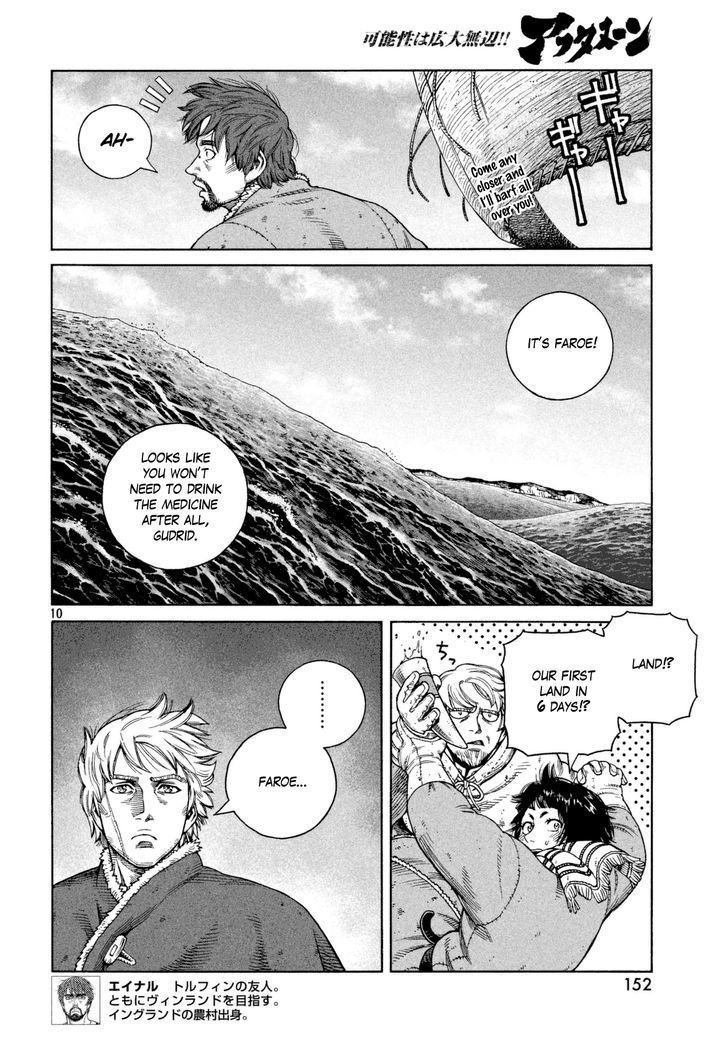 可能性は広大無辺!!
アフタヌーン
AH-
ギャーー
ギャーー
Come any
closer and
I'll barf all
over you!
IT'S FAROE!
LOOKS LIKE
YOU WON'T
NEED TO DRINK
THE MEDICINE
AFTER ALL,
GUDRID.
10
LAND!?
OUR FIRST
LAND IN
6 DAYS!?
ちっ
........
FAROE...
エイナル トルフィンの友人。
ともにヴィンランドを目指す。
イングランドの農村出身。
152